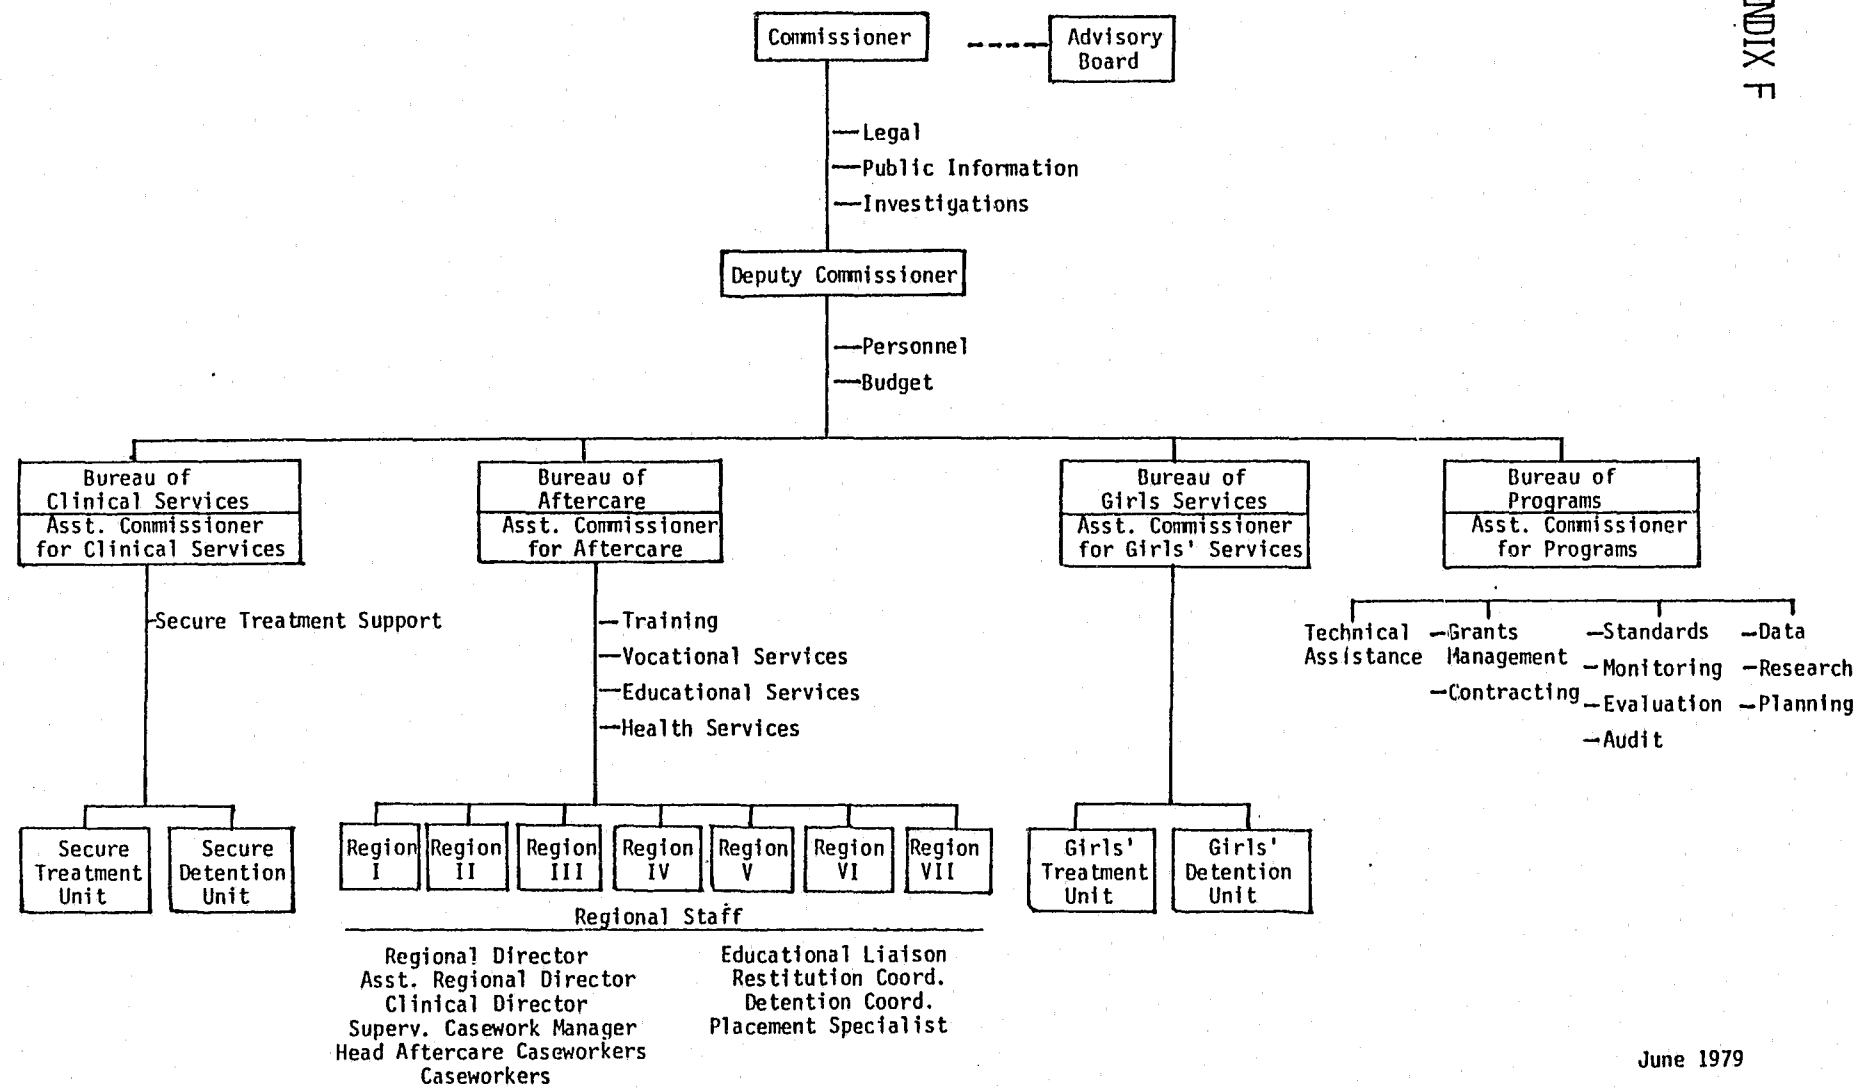 NDIX F
Commissioner
Advisory
Board
Legal
Public Information
Investigations
Deputy Commissioner
Personnel
Budget
Bureau of
Clinical Services
Asst. Commissioner
for Clinical Services
Bureau of
Aftercare
Asst. Commissioner
for Aftercare
Bureau of
Girls Services
Asst. Commissioner
for Girls' Services
Bureau of
Programs
Asst. Commissioner
for Programs
Secure Treatment Support
Training
Vocational Services
Educational Services
Health Services
Technical
Assistance
Grants
Management
Contracting
Standards
Monitoring
Evaluation
Audit
Data
Research
Planning
Secure
Treatment
Unit
Secure
Detention
Unit
Region
I
Region
II
Region
III
Region
IV
Region
V
Region
VI
Region
VII
Girls'
Treatment
Unit
Girls'
Detention
Unit
Regional Staff
Regional Director
Asst. Regional Director
Clinical Director
Superv. Casework Manager
Head Aftercare Caseworkers
Caseworkers
Educational Liaison
Restitution Coord.
Detention Coord.
Placement Specialist
June 1979